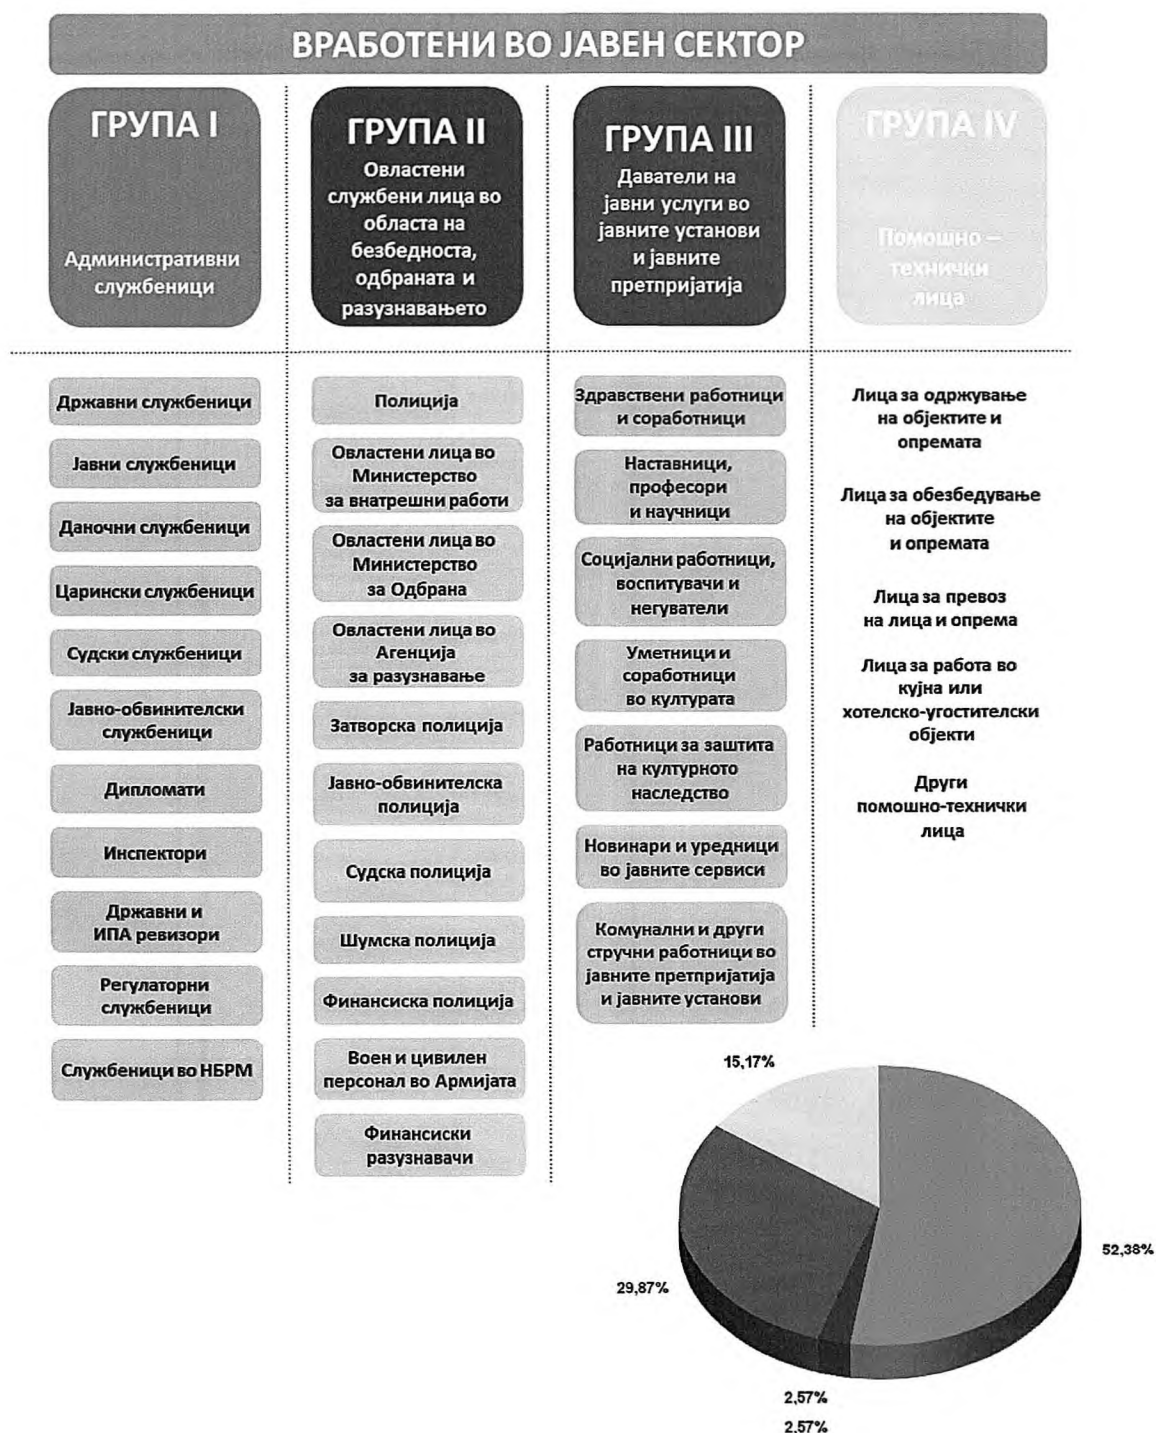 ВРАБОТЕНИ ВО ЈАВЕН СЕКТОР
ГРУПА I
Административни
службеници
ГРУПА II
Овластени
службени лица во
областа на
безбедноста,
одбраната и
разузнавањето
ГРУПА III
Даватели на
јавни услуги во
јавните установи
и јавните
претпријатија
ГРУПА IV
Помошно –
технички
лица
Државни службеници
Јавни службеници
Даночни службеници
Царински службеници
Судски службеници
Јавно-обвинителски
службеници
Дипломати
Инспектори
Државни и
ИПА ревизори
Регулаторни
службеници
Службеници во НБРМ
Полиција
Овластени лица во
Министерство
за внатрешни работи
Овластени лица во
Министерство
за Одбрана
Овластени лица во
Агенција
за разузнавање
Затворска полиција
Јавно-обвинителска
полиција
Судска полиција
Шумска полиција
Финансиска полиција
Воен и цивилен
персонал во Армијата
Финансиски
разузнавачи
Здравствени работници
и соработници
Наставници,
професори
и научници
Социјални работници,
воспитувачи и
негуватели
Уметници и
соработници
во културата
Работници за заштита
на културното
наследство
Новинари и уредници
во јавните сервиси
Комунални и други
стручни работници во
јавните претпријатија
и јавните установи
Лица за одржување
на објектите и
опремата
Лица за обезбедување
на објектите
и опремата
Лица за превоз
на лица и опрема
Лица за работа во
кујна или
хотелско-угостителски
објекти
Други
помошно-технички
лица
15,17%
52,38%
29,87%
2,57%
2,57%